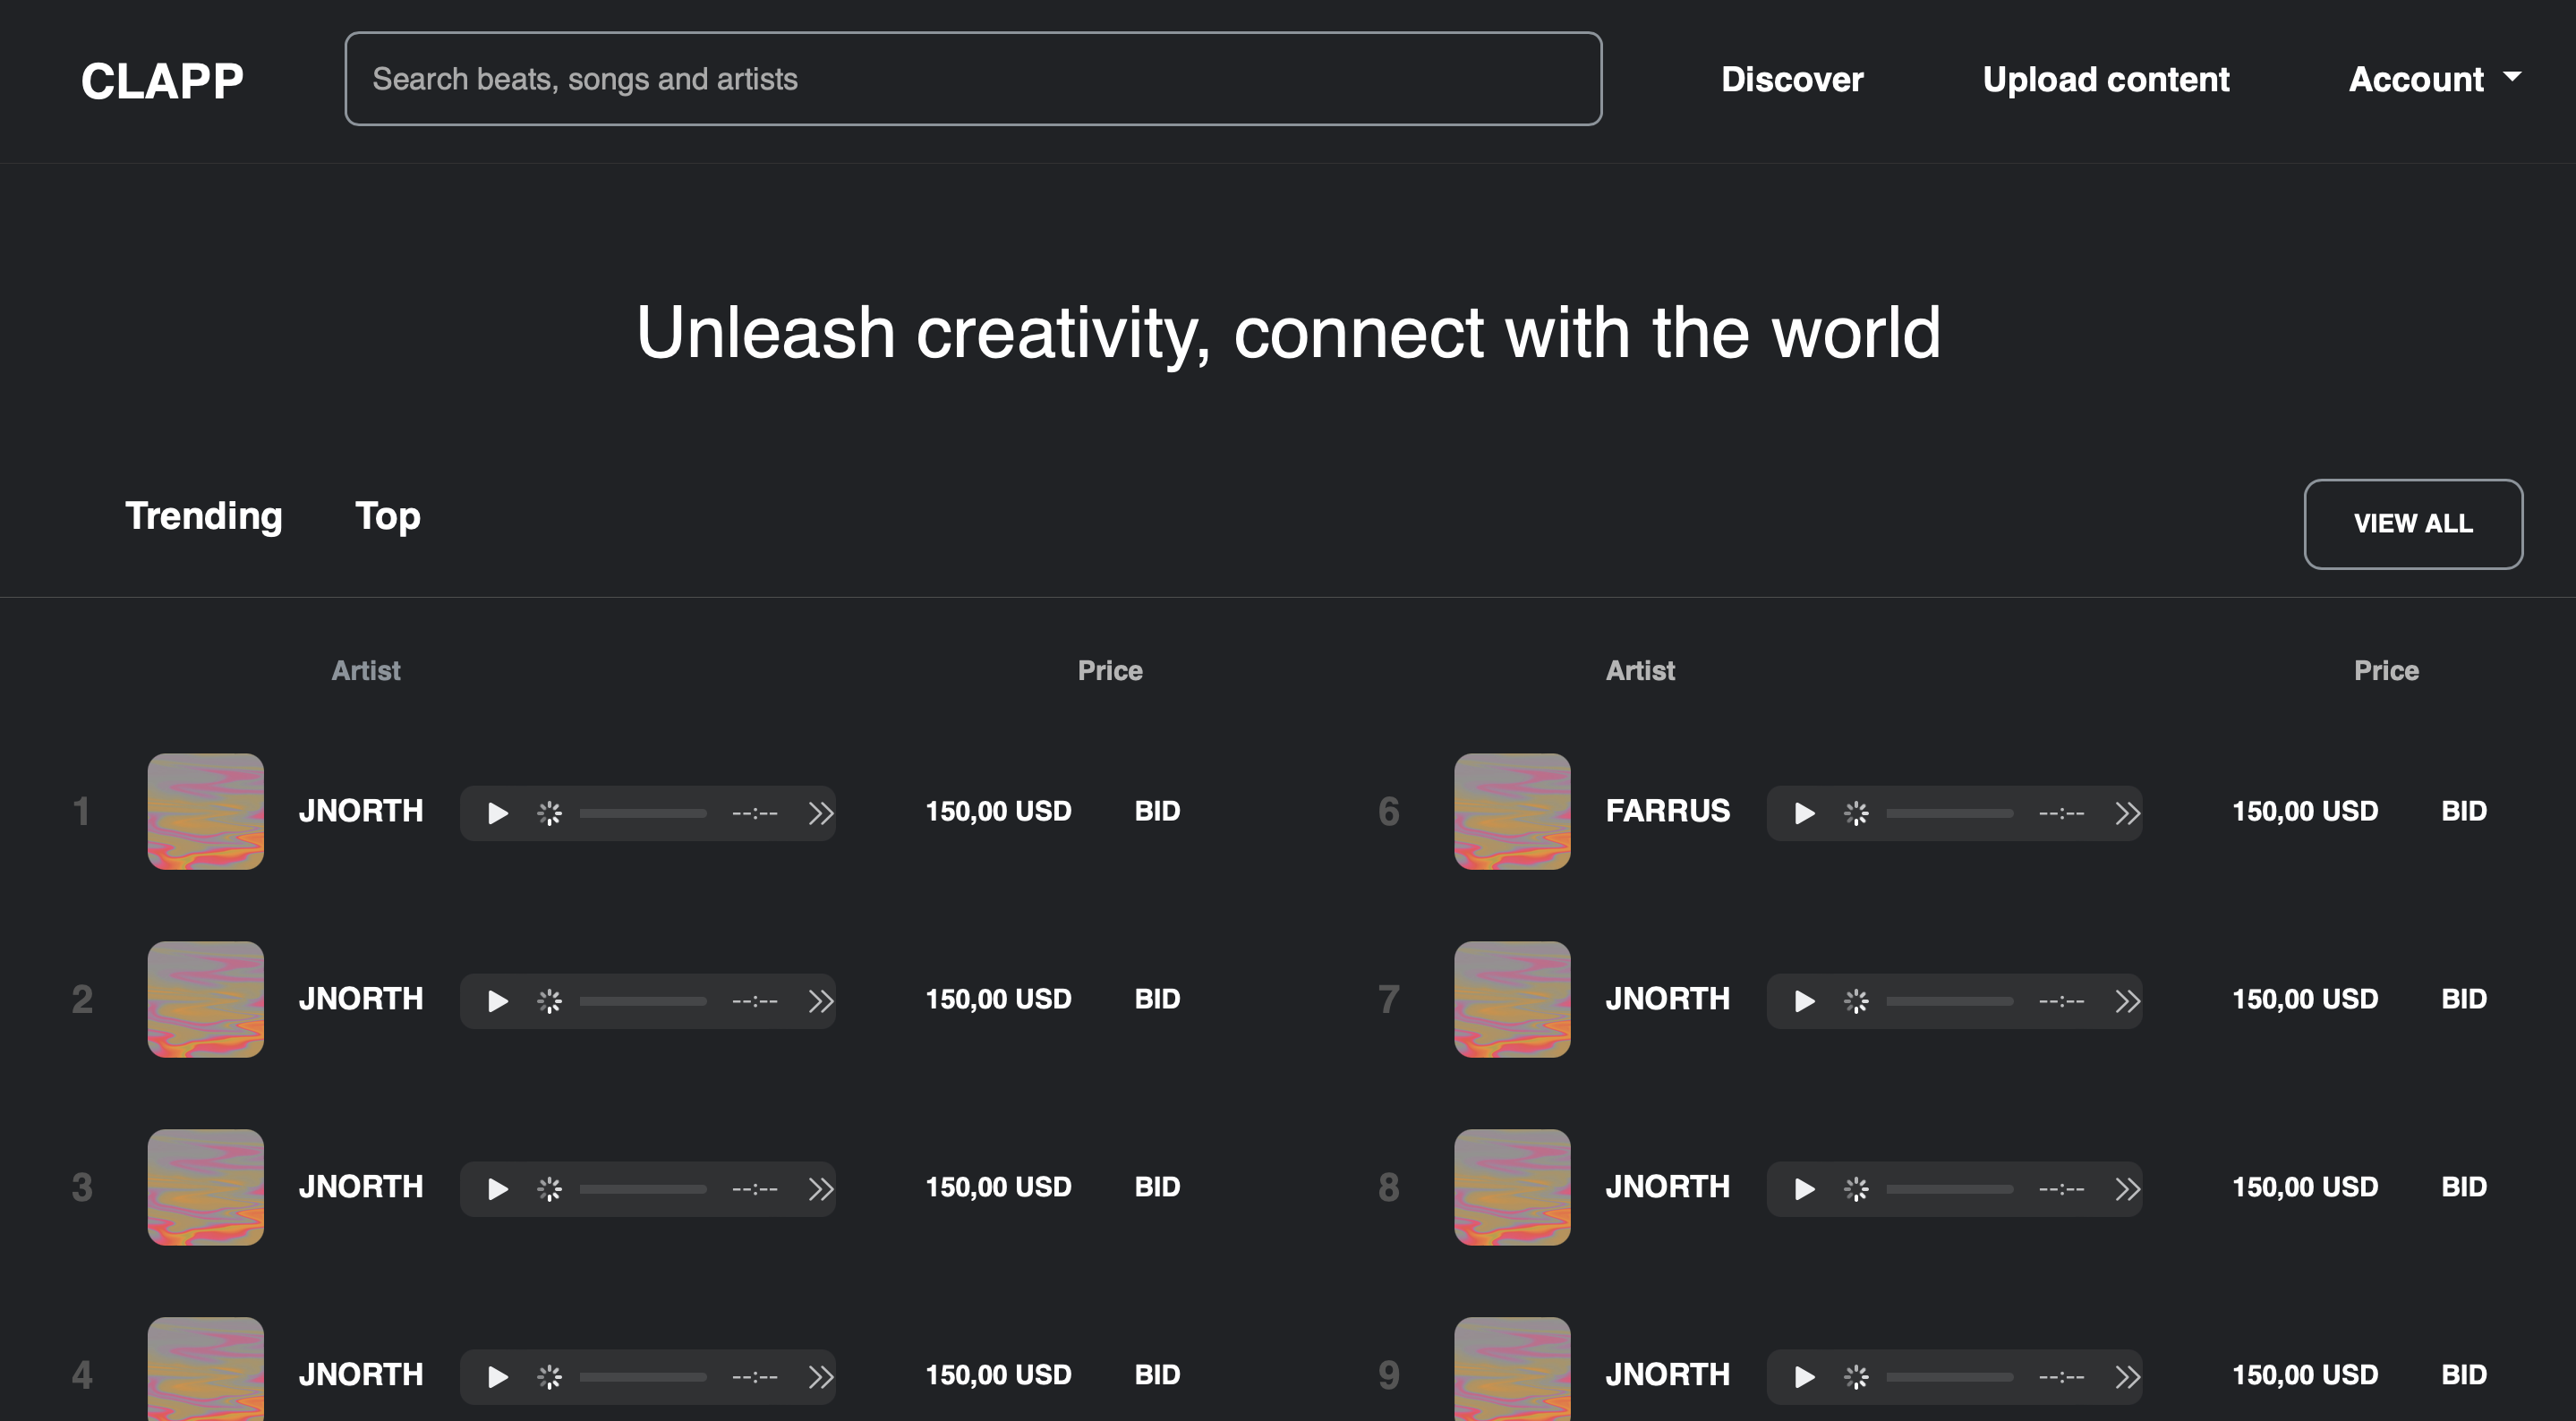 CLAPP
Search beats, songs and artists
Discover
Upload content
Account
Unleash creativity, connect with the world
Trending
Top
VIEW ALL
Artist
Price
Artist
Price
1 JNORTH --:-- 150,00 USD BID
6 FARRUS --:-- 150,00 USD BID
2 JNORTH --:-- 150,00 USD BID
7 JNORTH --:-- 150,00 USD BID
3 JNORTH --:-- 150,00 USD BID
8 JNORTH --:-- 150,00 USD BID
4 JNORTH --:-- 150,00 USD BID
9 JNORTH --:-- 150,00 USD BID